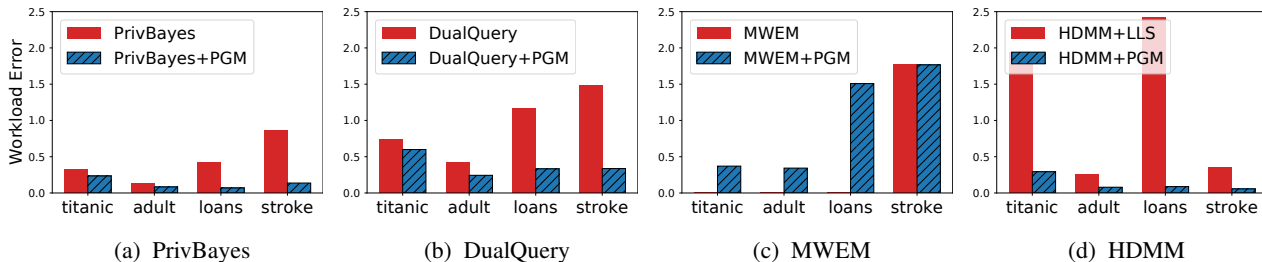 Workload Error
2.5
2.0
1.5
1.0
0.5
0.0
PrivBayes
PrivBayes+PGM
titanic adult loans stroke
(a) PrivBayes
2.5
2.0
1.5
1.0
0.5
0.0
DualQuery
DualQuery+PGM
titanic adult loans stroke
(b) DualQuery
2.5
2.0
1.5
1.0
0.5
0.0
MWEM
MWEM+PGM
titanic adult loans stroke
(c) MWEM
2.5
2.0
1.5
1.0
0.5
0.0
HDMM+LLS
HDMM+PGM
titanic adult loans stroke
(d) HDMM